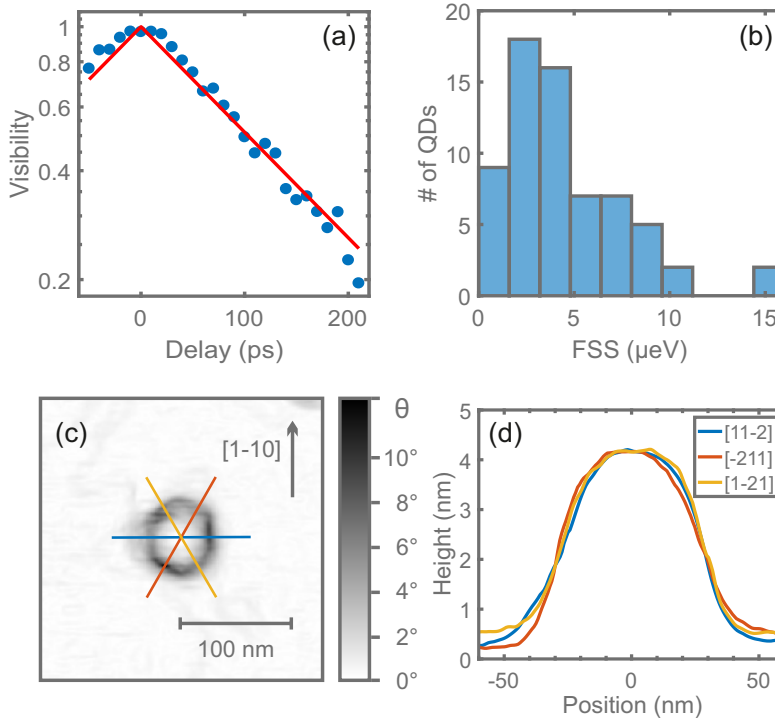 (a)
Visibility
1
0.8
0.6
0.4
0.2
0 100 200
Delay (ps)
(b)
# of QDs
20
15
10
5
0
0 5 10 15
FSS (µeV)
(c)
[1-10]
100 nm
θ
10°
8°
6°
4°
2°
0°
(d)
Height (nm)
5
4
3
2
1
0
[11-2]
[-211]
[1-21]
-50 0 50
Position (nm)